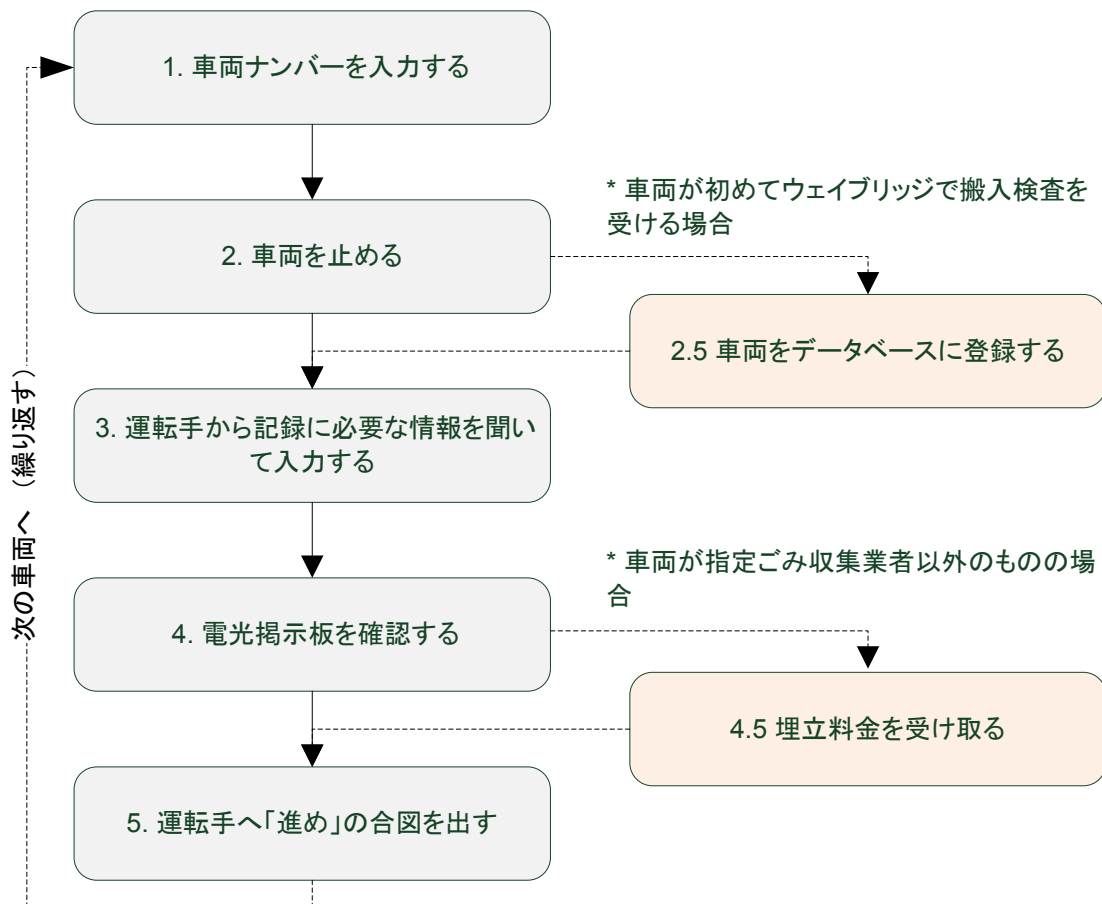 1. 車両ナンバーを入力する
* 車両が初めてウェイブリッジで搬入検査を
受ける場合
2. 車両を止める
2.5 車両をデータベースに登録する
3. 運転手から記録に必要な情報を聞い
て入力する
* 車両が指定ごみ収集業者以外のものの場
合
4. 電光掲示板を確認する
4.5 埋立料金を受け取る
5. 運転手へ「進め」の合図を出す
次の車両へ (繰り返す)